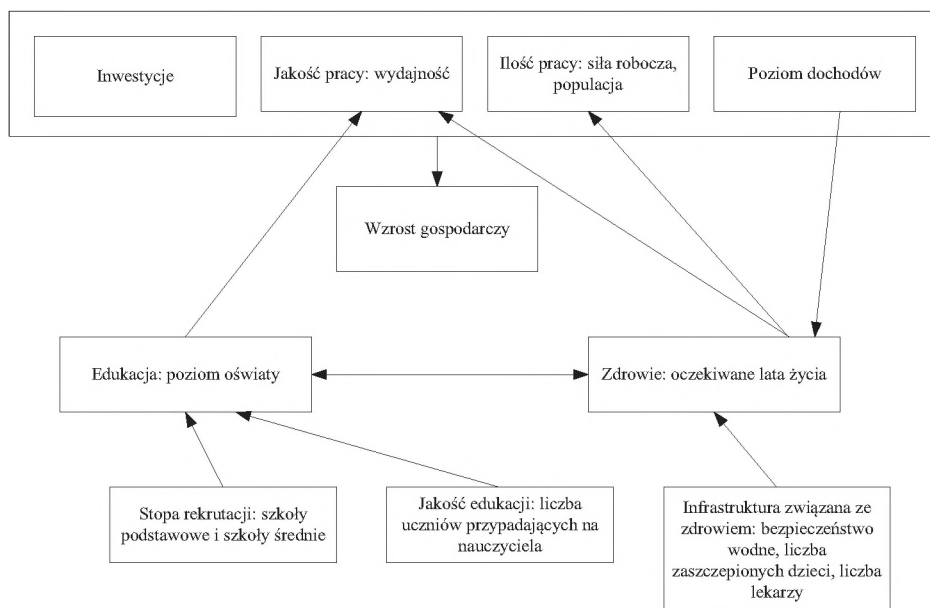 Inwestycje
Jakość pracy: wydajność
Ilość pracy: siła robocza,
populacja
Poziom dochodów
Wzrost gospodarczy
Edukacja: poziom oświaty
Zdrowie: oczekiwane lata życia
Stopa rekrutacji: szkoły
podstawowe i szkoły średnie
Jakość edukacji: liczba
uczniów przypadających na
nauczyciela
Infrastruktura związana ze
zdrowiem: bezpieczeństwo
wodne, liczba
zaszczepionych dzieci, liczba
lekarzy